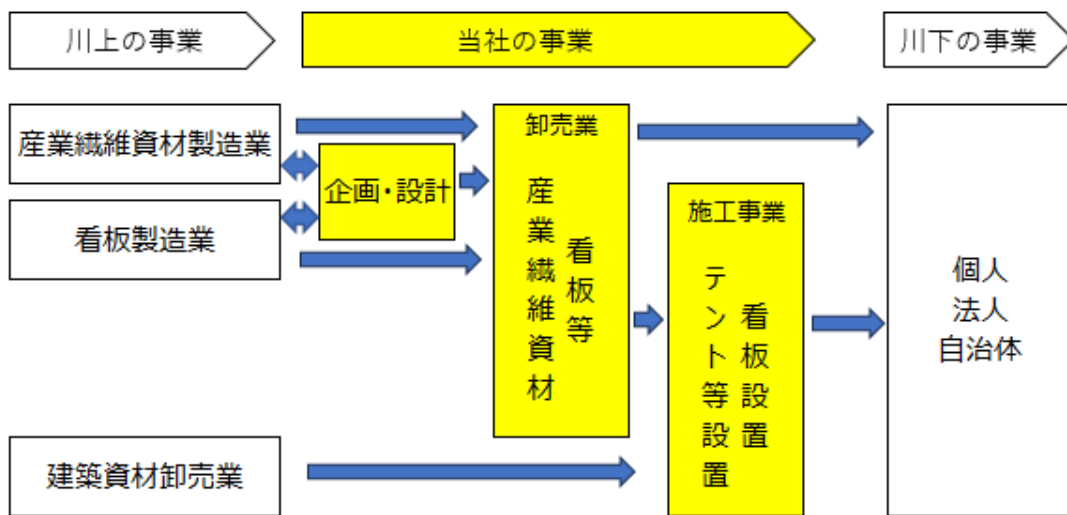 川上の事業
当社の事業
川下の事業
産業繊維資材製造業
看板製造業
建築資材卸売業
企画・設計
卸売業
産業繊維資材
看板等
施工事業
テント等設置
看板設置
個人
法人
自治体